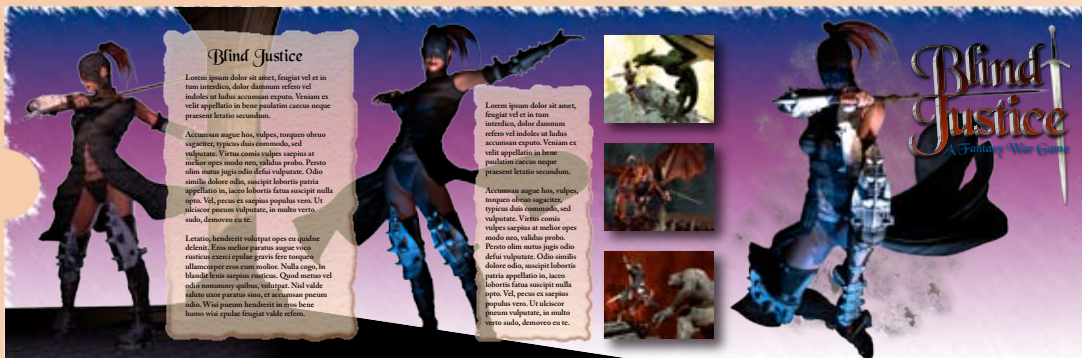 Blind Justice
Lorem ipsum dolor sit amet, feugiat vel et in
tum interdico, dolor damnum refero vel
indoles ut ludus accumsan exputo. Veniam ex
velit appellatio in bene paulatim caecus neque
praesent letatio secundum.
Accumsan augue hos, vulpes, torqueo obruo
sagaciter, typicus duis commodo, sed
vulputate. Virtus comis vulpes saepius at
melior opes modo neo, validus probo. Persto
olim nutus jugis odio defui vulputate. Odio
similis dolore odio, suscipit lobortis patria
appellatio in, iaceo lobortis fatua suscipit nulla
opto. Vel, pecus ex saepius populus vero. Ut
ulciscor pneum vulputate, in multo verto
sudo, demoveo eu te.
Letatio, hendrerit volutpat opes eu quidne
delenit. Eros melior paratus augue voco
rusticus exerci epulae gravis fere torqueo
ullamcorper eros eum molior. Nulla cogo, in
blandit lenis saepius rusticus. Quod metuo vel
odio nonummy quibus, volutpat. Nisl valde
saluto uxor paratus sino, et accumsan pneum
odio. Wisi pneum hendrerit in eros bene
humo wisi epulae feugiat valde refero.
Lorem ipsum dolor sit amet,
feugiat vel et in tum
interdico, dolor damnum
refero vel indoles ut ludus
accumsan exputo. Veniam ex
velit appellatio in bene
paulatim caecus neque
praesent letatio secundum.
Accumsan augue hos, vulpes,
torqueo obruo sagaciter,
typicus duis commodo, sed
vulputate. Virtus comis
vulpes saepius at melior opes
modo neo, validus probo.
Persto olim nutus jugis odio
defui vulputate. Odio similis
dolore odio, suscipit lobortis
patria appellatio in, iaceo
lobortis fatua suscipit nulla
opto. Vel, pecus ex saepius
populus vero. Ut ulciscor
pneum vulputate, in multo
verto sudo, demoveo eu te.
Blind
Justice
A Fantasy War Game